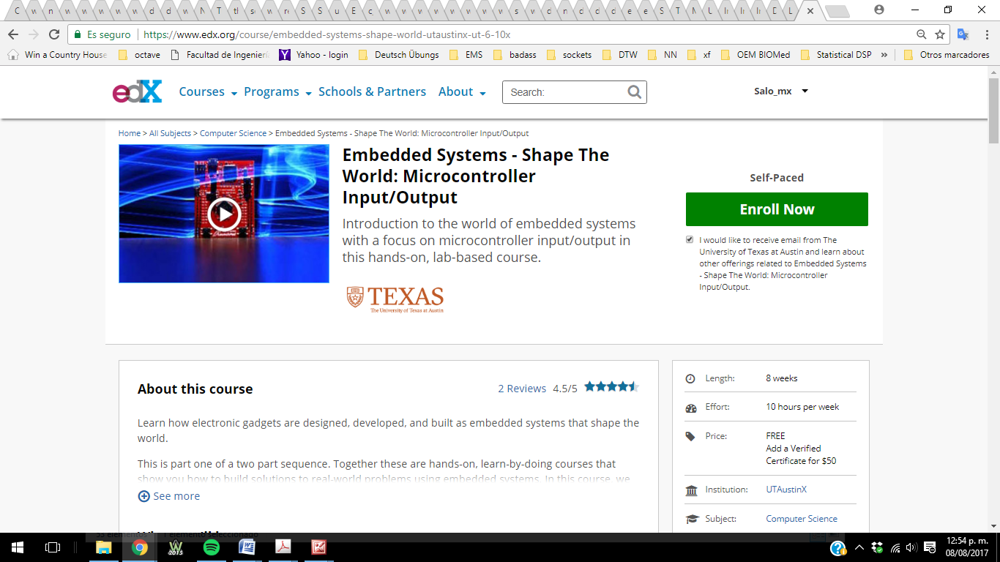 C w n w w w w d d w N T t s w r S S u E c w w w w w s w d n d d d e e S T M U I I I D L
Es seguro https://www.edx.org/course/embedded-systems-shape-world-utaustinx-ut-6-10x
Win a Country House octave Facultad de Ingenierí Yahoo - login Deutsch Übungs EMS badass sockets DTW NN xf OEM BIOMed Statistical DSP » Otros marcadores
edX Courses Programs Schools & Partners About Search: Salo_mx
Home > All Subjects > Computer Science > Embedded Systems - Shape The World: Microcontroller Input/Output
Embedded Systems - Shape The
World: Microcontroller
Input/Output
Introduction to the world of embedded systems
with a focus on microcontroller input/output in
this hands-on, lab-based course.
TEXAS
The University of Texas at Austin
Self-Paced
Enroll Now
I would like to receive email from The
University of Texas at Austin and learn about
other offerings related to Embedded Systems
- Shape The World: Microcontroller
Input/Output.
About this course
2 Reviews 4.5/5
Learn how electronic gadgets are designed, developed, and built as embedded systems that shape the
world.
This is part one of a two part sequence. Together these are hands-on, learn-by-doing courses that
show you how to build solutions to real-world problems using embedded systems. In this course, we
See more
Length: 8 weeks
Effort: 10 hours per week
Price: FREE
Add a Verified
Certificate for $50
Institution: UTAustinX
Subject: Computer Science
55 elementos 1 elemento seleccionado
2015
12:54 p. m.
08/08/2017